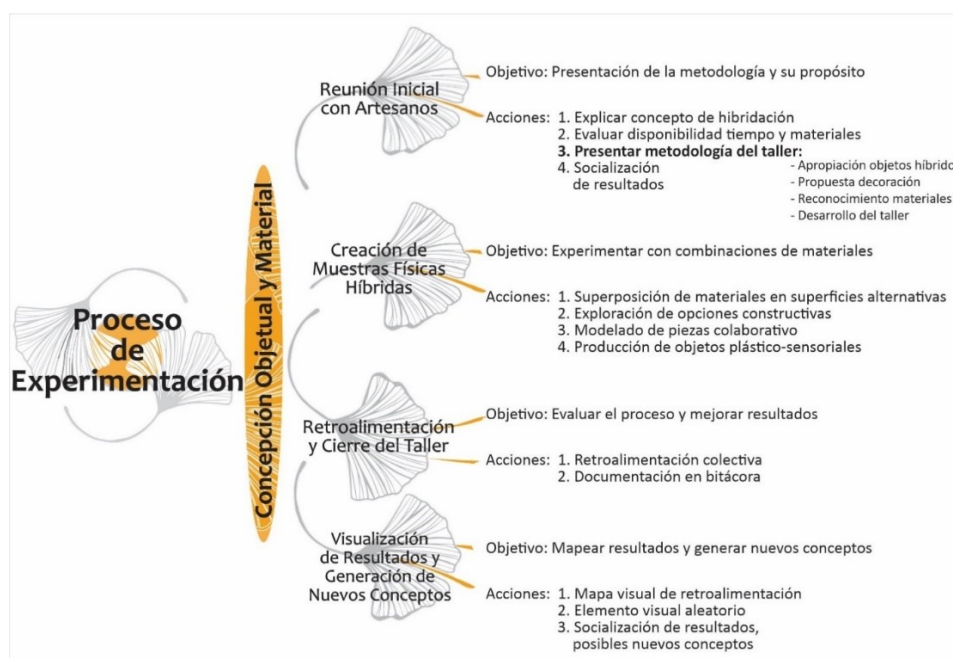 Proceso
de
Experimentación
Concepción Objetual y Material
Reunión Inicial
con Artesanos
Objetivo: Presentación de la metodología y su propósito
Acciones: 1. Explicar concepto de hibridación
2. Evaluar disponibilidad tiempo y materiales
3. Presentar metodología del taller:
4. Socialización
de resultados
- Apropiación objetos híbrido
- Propuesta decoración
- Reconocimiento materiales
- Desarrollo del taller
Creación de
Muestras Físicas
Híbridas
Objetivo: Experimentar con combinaciones de materiales
Acciones: 1. Superposición de materiales en superficies alternativas
2. Exploración de opciones constructivas
3. Modelado de piezas colaborativo
4. Producción de objetos plástico-sensoriales
Retroalimentación
y Cierre del Taller
Objetivo: Evaluar el proceso y mejorar resultados
Acciones: 1. Retroalimentación colectiva
2. Documentación en bitácora
Visualización
de Resultados y
Generación de
Nuevos Conceptos
Objetivo: Mapear resultados y generar nuevos conceptos
Acciones: 1. Mapa visual de retroalimentación
2. Elemento visual aleatorio
3. Socialización de resultados,
posibles nuevos conceptos